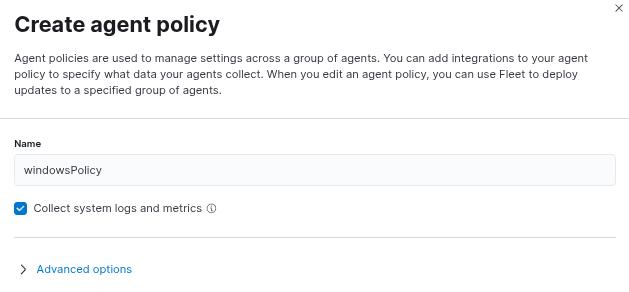 Create agent policy
Agent policies are used to manage settings across a group of agents. You can add integrations to your agent
policy to specify what data your agents collect. When you edit an agent policy, you can use Fleet to deploy
updates to a specified group of agents.
Name
windowsPolicy
Collect system logs and metrics
Advanced options